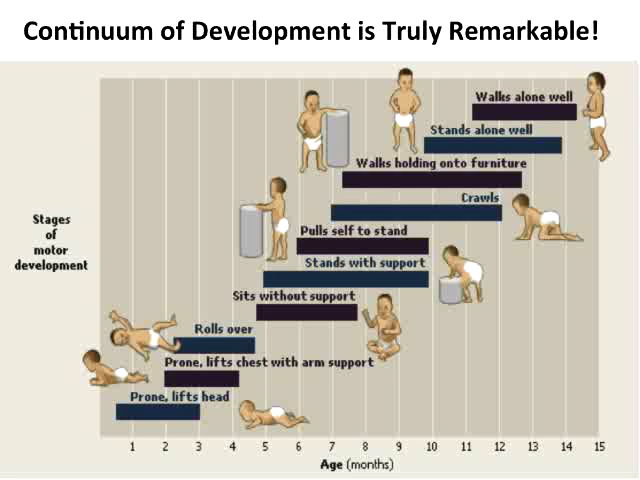 Continuum of Development is Truly Remarkable!
Walks alone well
Stands alone well
Walks holding onto furniture
Crawls
Pulls self to stand
Stands with support
Sits without support
Rolls over
Prone, lifts chest with arm support
Prone, lifts head
Stages
of
motor
development
1 2 3 4 5 6 7 8 9 10 11 12 13 14 15
Age (months)